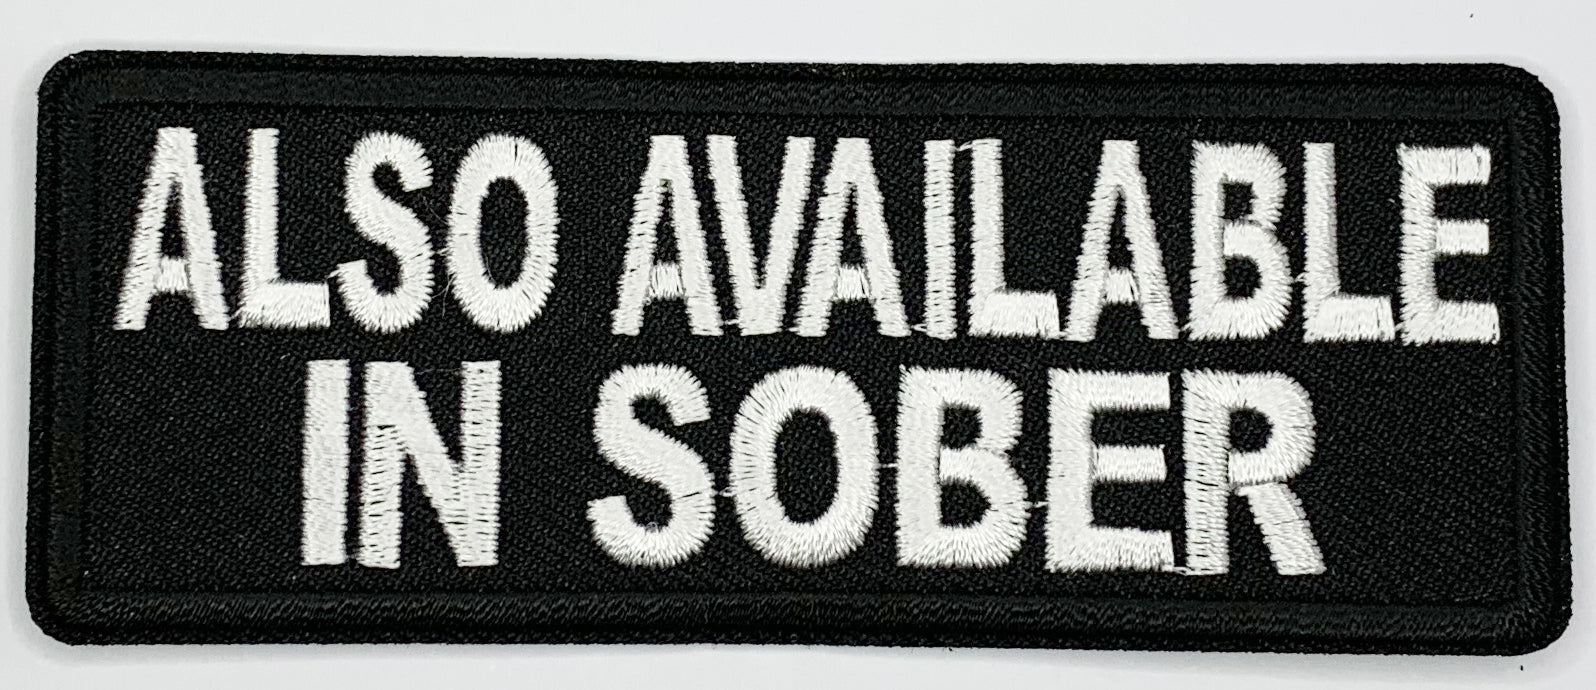 ALSO AVAILABLE
IN SOBER